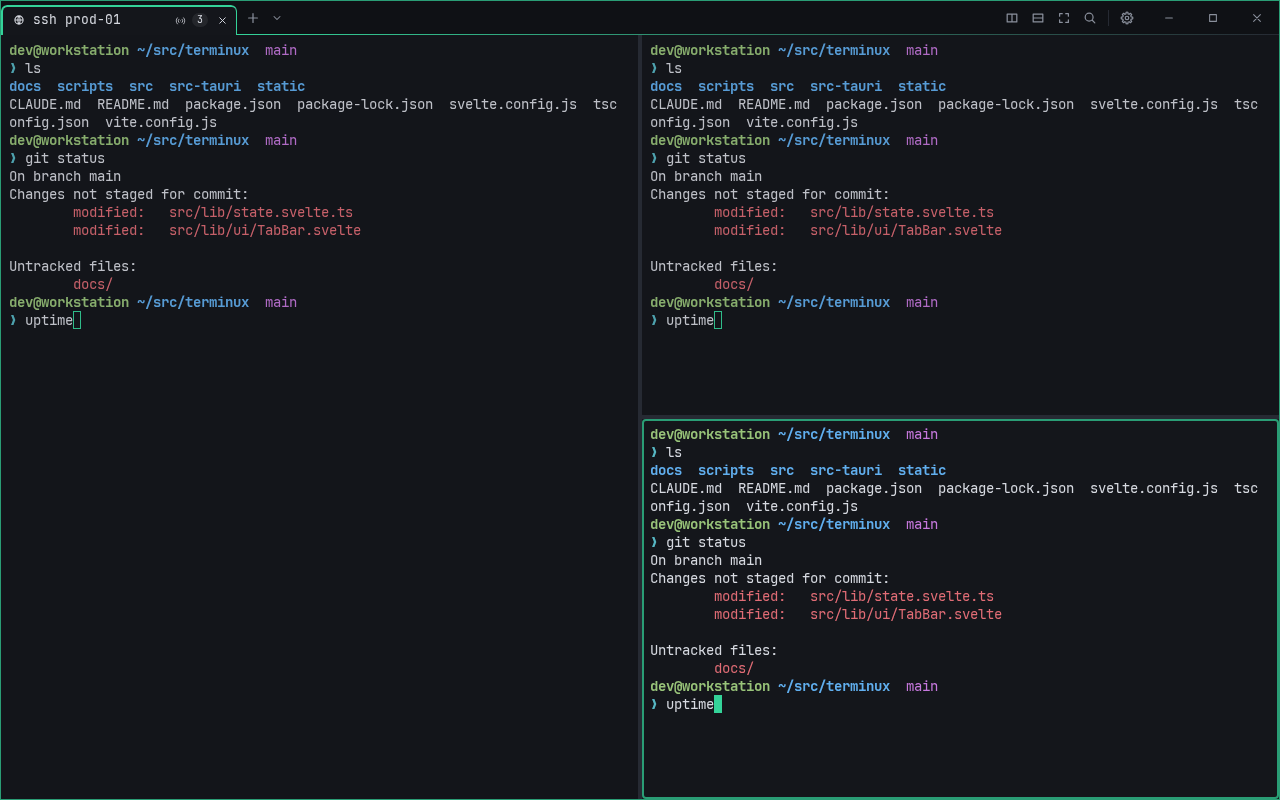 ssh prod-01 3
dev@workstation ~/src/terminux main
❯ ls
docs scripts src src-tauri static
CLAUDE.md README.md package.json package-lock.json svelte.config.js tsc
onfig.json vite.config.js
dev@workstation ~/src/terminux main
❯ git status
On branch main
Changes not staged for commit:
modified: src/lib/state.svelte.ts
modified: src/lib/ui/TabBar.svelte
Untracked files:
docs/
dev@workstation ~/src/terminux main
❯ uptime
dev@workstation ~/src/terminux main
❯ ls
docs scripts src src-tauri static
CLAUDE.md README.md package.json package-lock.json svelte.config.js tsc
onfig.json vite.config.js
dev@workstation ~/src/terminux main
❯ git status
On branch main
Changes not staged for commit:
modified: src/lib/state.svelte.ts
modified: src/lib/ui/TabBar.svelte
Untracked files:
docs/
dev@workstation ~/src/terminux main
❯ uptime
dev@workstation ~/src/terminux main
❯ ls
docs scripts src src-tauri static
CLAUDE.md README.md package.json package-lock.json svelte.config.js tsc
onfig.json vite.config.js
dev@workstation ~/src/terminux main
❯ git status
On branch main
Changes not staged for commit:
modified: src/lib/state.svelte.ts
modified: src/lib/ui/TabBar.svelte
Untracked files:
docs/
dev@workstation ~/src/terminux main
❯ uptime